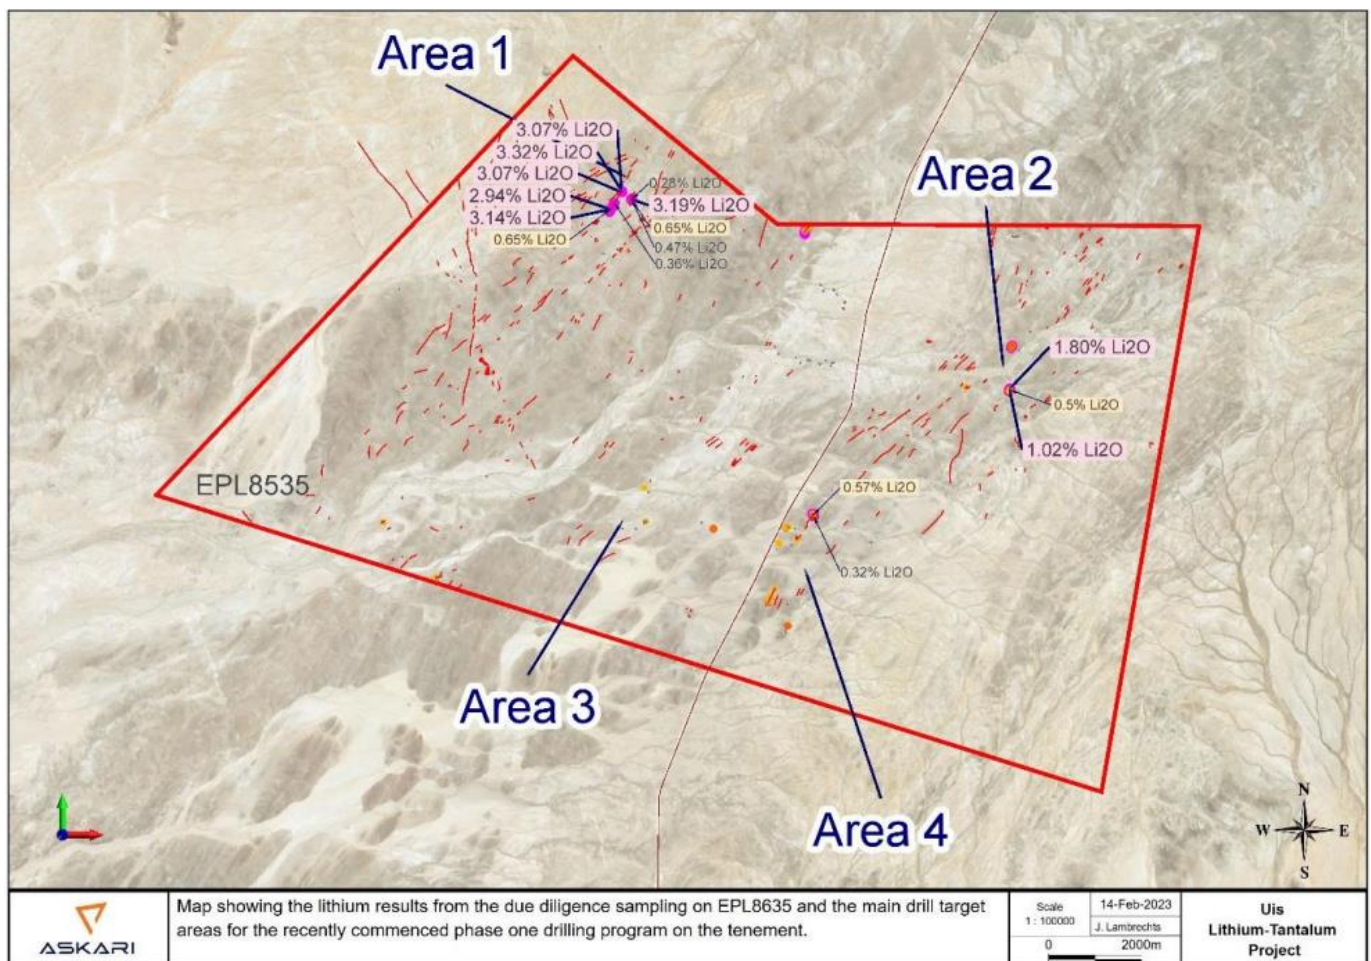 Area 1
3.07% Li2O
3.32% Li2O
3.07% Li2O
0.28% Li2O
2.94% Li2O
3.19% Li2O
3.14% Li2O
0.65% Li2O
0.65% Li2O
0.47% Li2O
0.36% Li2O
Area 2
1.80% Li2O
0.5% Li2O
1.02% Li2O
EPL8535
0.57% Li2O
0.32% Li2O
Area 3
Area 4
N
W E
S
ASKARI
Map showing the lithium results from the due diligence sampling on EPL8635 and the main drill target
areas for the recently commenced phase one drilling program on the tenement.
Scale
1 : 100000
14-Feb-2023
J. Lambrechts
0 2000m
Uis
Lithium-Tantalum
Project